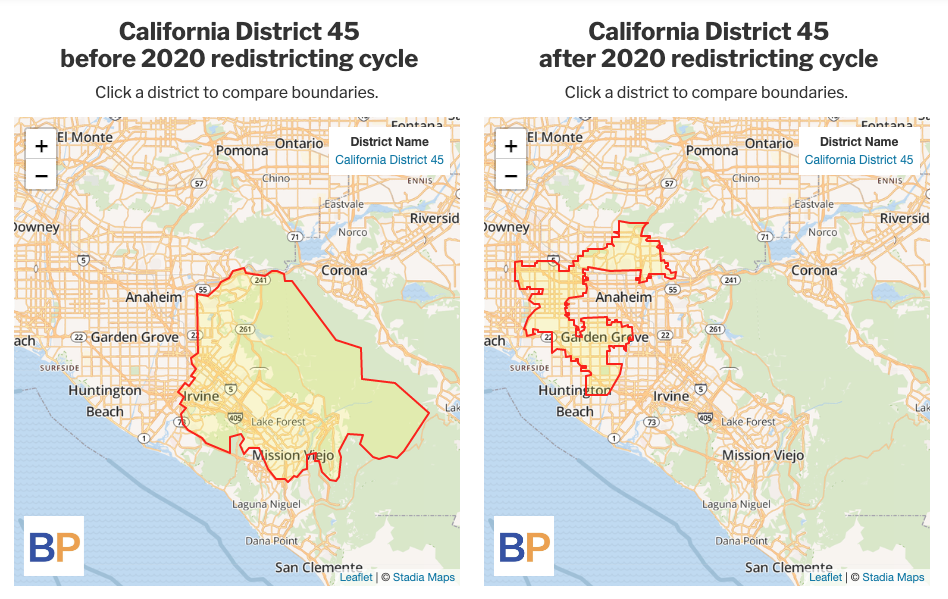 California District 45
before 2020 redistricting cycle
Click a district to compare boundaries.
+
−
El Monte
Pomona
Ontario
Fontana
District Name
California District 45
Chino
ENNIS
57
Eastvale
Riversid
Downey
Norco
71
5
Corona
241
55
Anaheim
261
22
Garden Grove
22
ach
SURFSIDE
Huntington
Beach
Irvine
5
405
Lak
73
Lake Forest
1
Mission Viejo
Laguna Niguel
Dana Point
San Clemente
BP
Leaflet | © Stadia Maps
California District 45
after 2020 redistricting cycle
Click a district to compare boundaries.
+
−
El Monte
Pomona
Ontario
Fontana
District Name
California District 45
Chino
ENNIS
57
Eastvale
Riversid
Downey
Norco
71
5
Corona
241
55
Anaheim
261
22
Garden Grove
ach
SURFSIDE
Huntington
Beach
Irvine
5
405
Lak
73
Lake Forest
1
Mission Viejo
Laguna Niguel
Dana Point
San Clemente
BP
Leaflet | © Stadia Maps